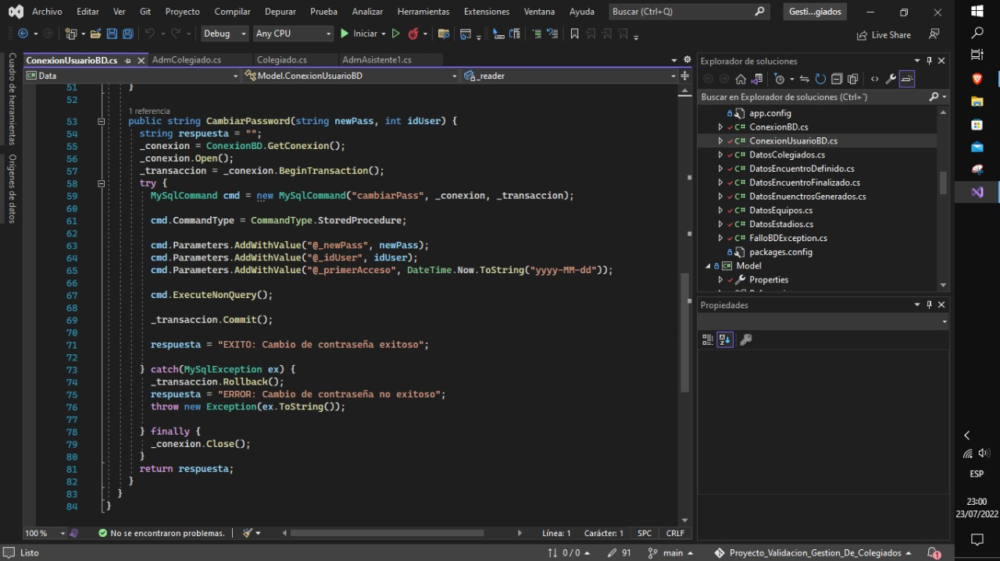 Archivo Editar Ver Git Proyecto Compilar Depurar Prueba Analizar Herramientas Extensiones Ventana Ayuda Buscar (Ctrl+Q) Gesti...giados
Debug Any CPU Iniciar Live Share
Cuadro de herramientas
Orígenes de datos
ConexionUsuarioBD.cs AdmColegiado.cs Colegiado.cs AdmAsistente1.cs
Data Model.ConexionUsuarioBD _reader
51 }
52
1 referencia
53 public string CambiarPassword(string newPass, int idUser) {
54 string respuesta = "";
55 _conexion = ConexionBD.GetConexion();
56 _conexion.Open();
57 _transaccion = _conexion.BeginTransaction();
58 try {
59 MySqlCommand cmd = new MySqlCommand("cambiarPass", _conexion, _transaccion);
60
61 cmd.CommandType = CommandType.StoredProcedure;
62
63 cmd.Parameters.AddWithValue("@_newPass", newPass);
64 cmd.Parameters.AddWithValue("@_idUser", idUser);
65 cmd.Parameters.AddWithValue("@_primerAcceso", DateTime.Now.ToString("yyyy-MM-dd"));
66
67 cmd.ExecuteNonQuery();
68
69 _transaccion.Commit();
70
71 respuesta = "EXITO: Cambio de contraseña exitoso";
72
73 } catch(MySqlException ex) {
74 _transaccion.Rollback();
75 respuesta = "ERROR: Cambio de contraseña no exitoso";
76 throw new Exception(ex.ToString());
77
78 } finally {
79 _conexion.Close();
80 }
81 return respuesta;
82 }
83 }
84 }
100 % No se encontraron problemas. Línea: 1 Carácter: 1 SPC CRLF
Explorador de soluciones
Buscar en Explorador de soluciones (Ctrl+¨)
app.config
C# ConexionBD.cs
C# ConexionUsuarioBD.cs
C# DatosColegiados.cs
C# DatosEncuentroDefinido.cs
C# DatosEncuentroFinalizado.cs
C# DatosEnuenctrosGenerados.cs
C# DatosEquipos.cs
C# DatosEstadios.cs
C# FalloBDException.cs
packages.config
C# Model
Properties
Propiedades
Listo 0 / 0 91 main Proyecto_Validacion_Gestion_De_Colegiados 1
ESP
23:00
23/07/2022